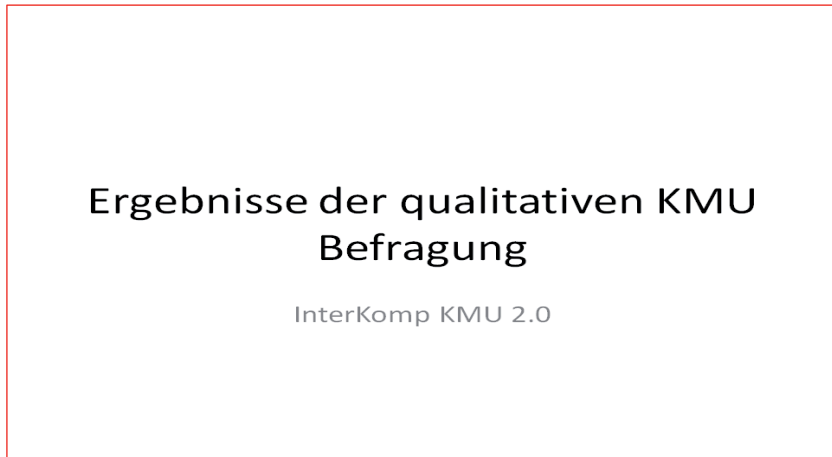 Ergebnisse der qualitativen KMU
Befragung
InterKomp KMU 2.0